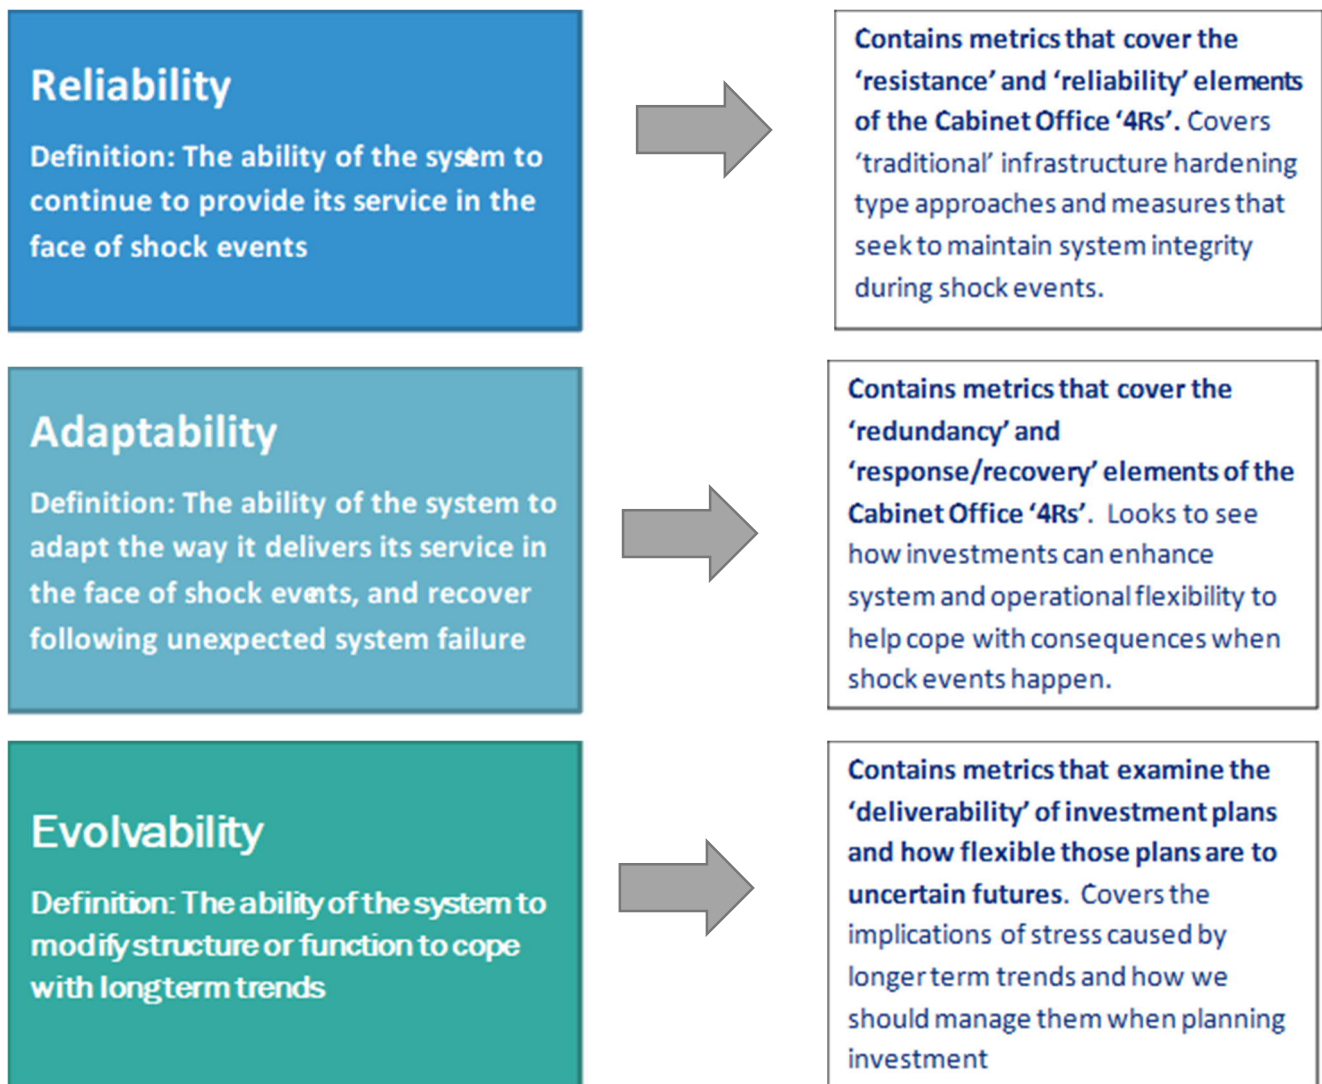 Reliability
Definition: The ability of the system to
continue to provide its service in the
face of shock events
Contains metrics that cover the
‘resistance’ and ‘reliability’ elements
of the Cabinet Office ‘4Rs’. Covers
‘traditional’ infrastructure hardening
type approaches and measures that
seek to maintain system integrity
during shock events.
Adaptability
Definition: The ability of the system to
adapt the way it delivers its service in
the face of shock events, and recover
following unexpected system failure
Contains metrics that cover the
‘redundancy’ and
‘response/recovery’ elements of the
Cabinet Office ‘4Rs’. Looks to see
how investments can enhance
system and operational flexibility to
help cope with consequences when
shock events happen.
Evolvability
Definition: The ability of the system to
modify structure or function to cope
with long term trends
Contains metrics that examine the
‘deliverability’ of investment plans
and how flexible those plans are to
uncertain futures. Covers the
implications of stress caused by
longer term trends and how we
should manage them when planning
investment